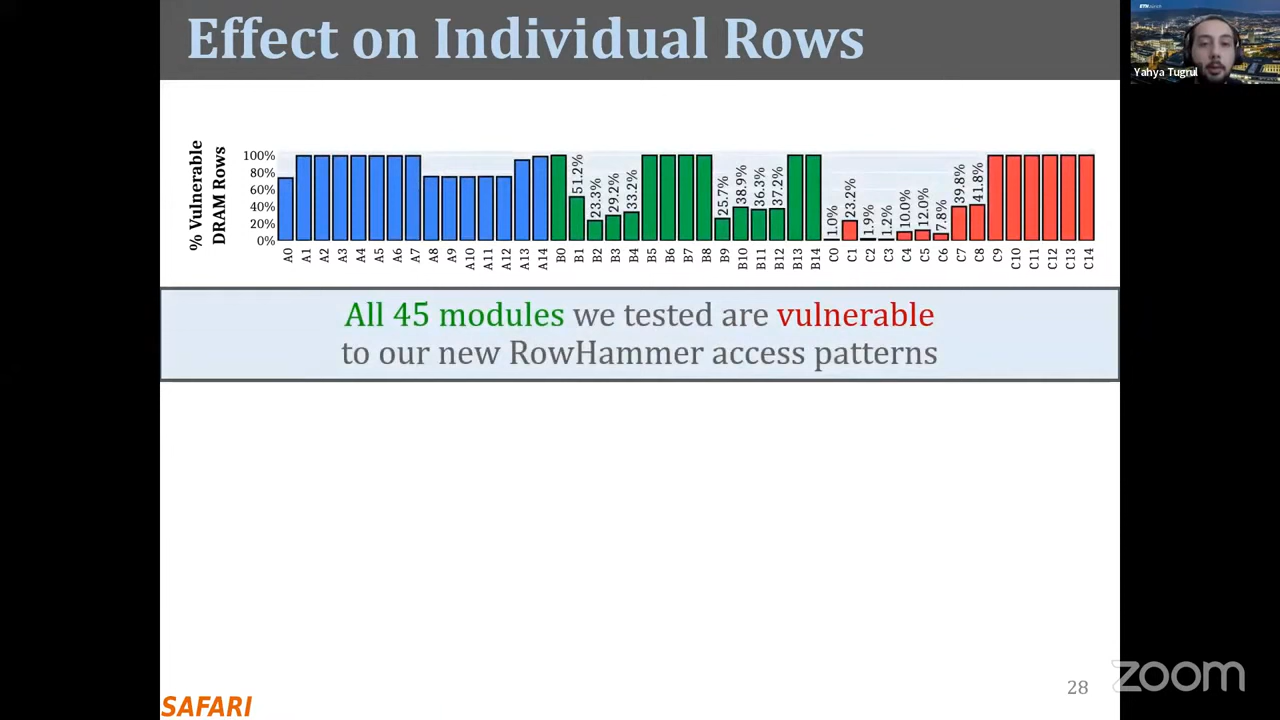 Effect on Individual Rows
ETH zürich
Yahya Tugrul
% Vulnerable
DRAM Rows
100%
80%
60%
40%
20%
0%
51.2%
23.3%
29.2%
33.2%
25.7%
38.9%
36.3%
37.2%
1.0%
23.2%
1.9%
1.2%
10.0%
12.0%
7.8%
39.8%
41.8%
A0 A1 A2 A3 A4 A5 A6 A7 A8 A9 A10 A11 A12 A13 A14 B0 B1 B2 B3 B4 B5 B6 B7 B8 B9 B10 B11 B12 B13 B14 C0 C1 C2 C3 C4 C5 C6 C7 C8 C9 C10 C11 C12 C13 C14
All 45 modules we tested are vulnerable
to our new RowHammer access patterns
SAFARI
28
zoom